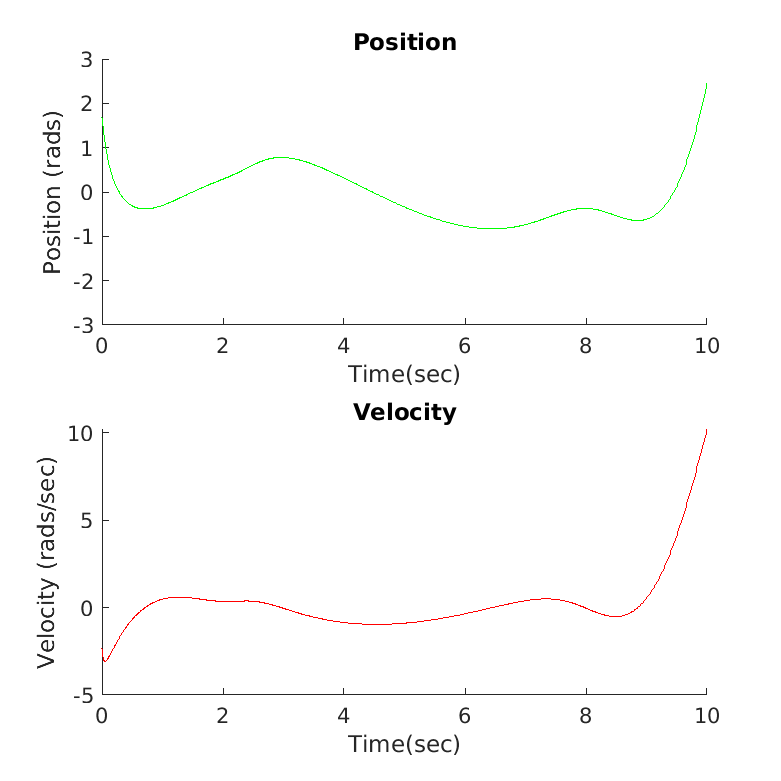 Position
3
2
1
0
-1
-2
-3
Position (rads)
0 2 4 6 8 10
Time(sec)
Velocity
10
5
0
-5
Velocity (rads/sec)
0 2 4 6 8 10
Time(sec)